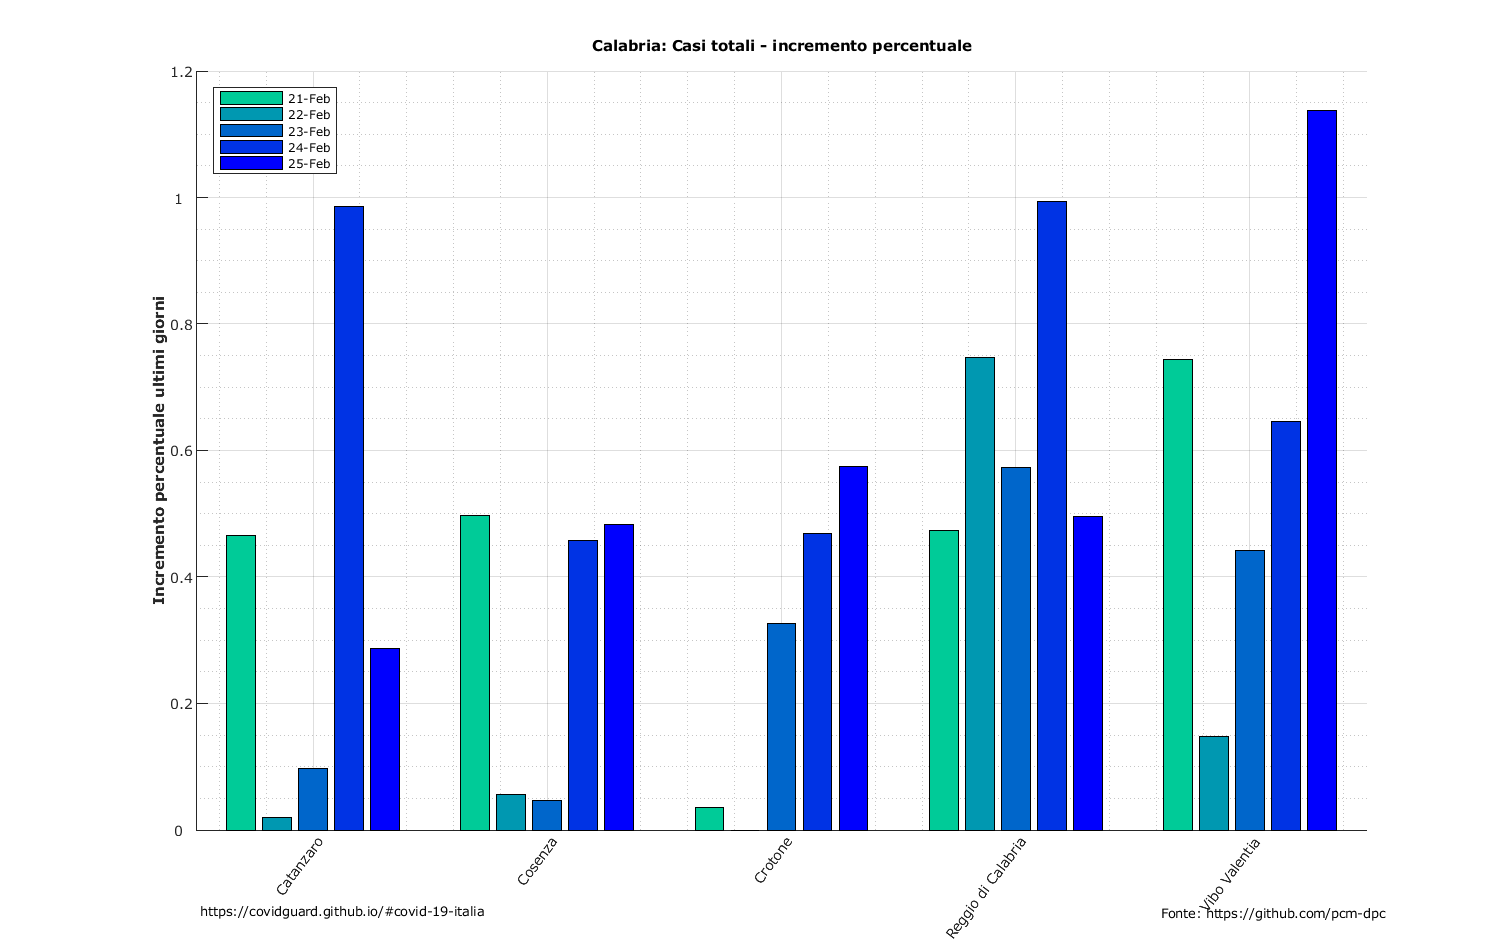 Calabria: Casi totali - incremento percentuale
Incremento percentuale ultimi giorni
1.2
1
0.8
0.6
0.4
0.2
0
21-Feb
22-Feb
23-Feb
24-Feb
25-Feb
Catanzaro
Cosenza
Crotone
Reggio di Calabria
Vibo Valentia
https://covidguard.github.io/#covid-19-italia
Fonte: https://github.com/pcm-dpc